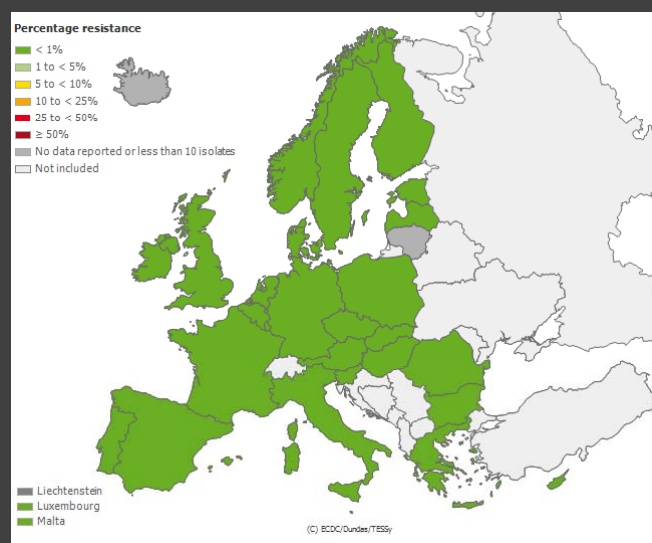 Percentage resistance
< 1%
1 to < 5%
5 to < 10%
10 to < 25%
25 to < 50%
≥ 50%
No data reported or less than 10 isolates
Not included
Liechtenstein
Luxembourg
Malta
(C) ECDC/Dundas/TESSy